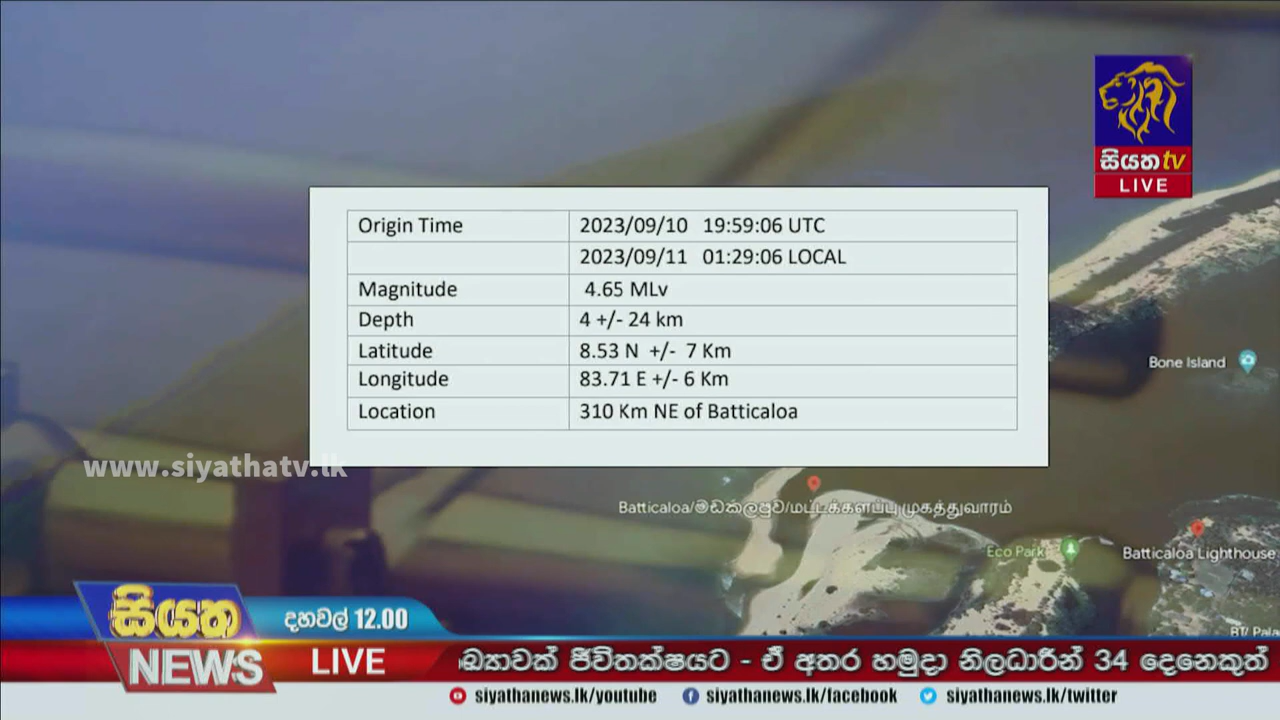 සියත tv
LIVE
Origin Time 2023/09/10 19:59:06 UTC
2023/09/11 01:29:06 LOCAL
Magnitude 4.65 MLv
Depth 4 +/- 24 km
Latitude 8.53 N +/- 7 Km
Longitude 83.71 E +/- 6 Km
Location 310 Km NE of Batticaloa
Bone Island
www.siyathatv.lk
Batticaloa/මඩකලපුව/மட்டக்களப்பு முகத்துவாரம்
Eco Park
Batticaloa Lighthouse
සියත
දහවල් 12.00
NEWS
LIVE
ඛ්‍යාවක් ජීවිතක්ෂයට - ඒ අතර හමුදා නිලධාරීන් 34 දෙනෙකුත්
siyathanews.lk/youtube siyathanews.lk/facebook siyathanews.lk/twitter